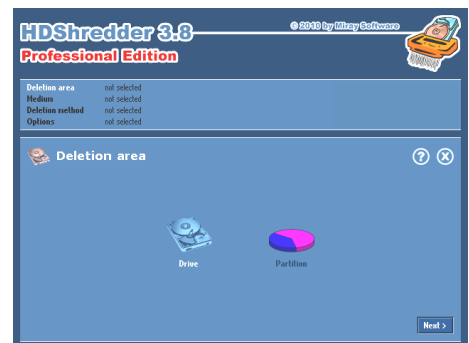 HDShredder 3.8
© 2010 by Miray Software
Professional Edition
Deletion area not selected
Medium not selected
Deletion method not selected
Options not selected
Deletion area
? X
Drive Partition
Next >